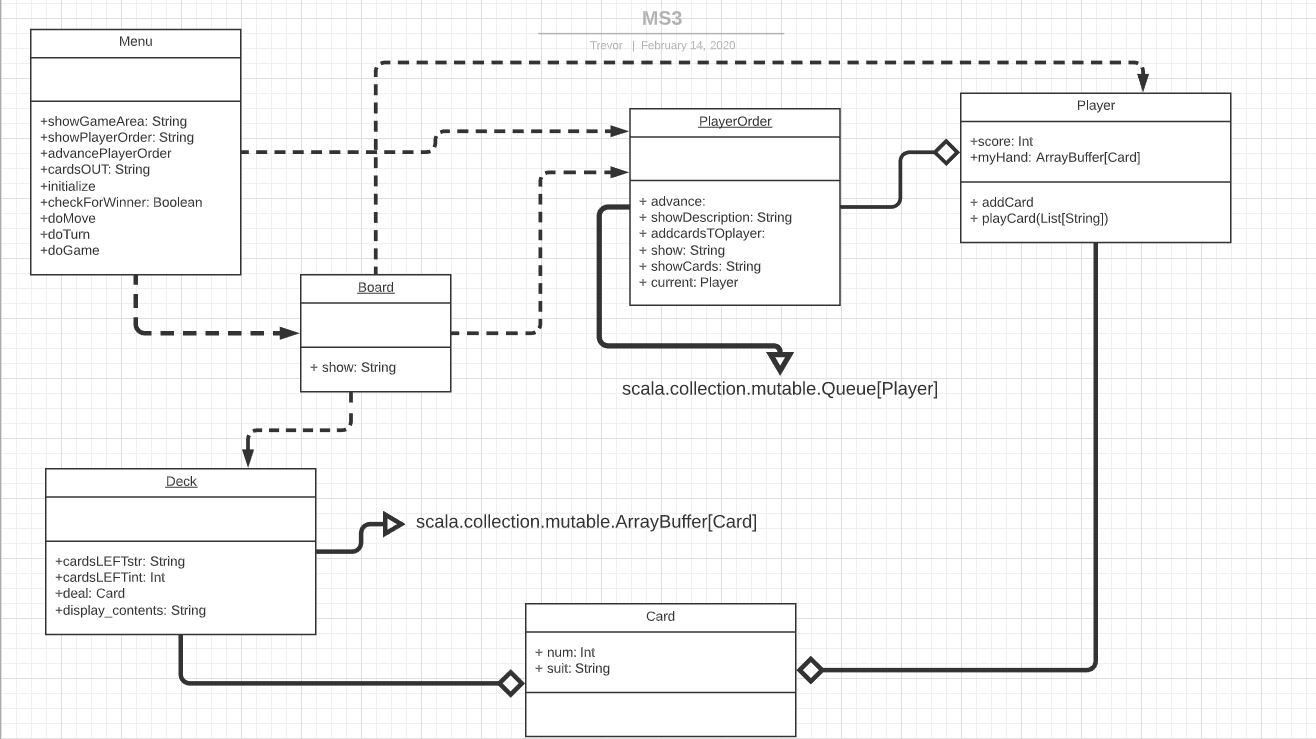 MS3
Trevor | February 14, 2020
Menu
+showGameArea: String
+showPlayerOrder: String
+advancePlayerOrder
+cardsOUT: String
+initialize
+checkForWinner: Boolean
+doMove
+doTurn
+doGame
PlayerOrder
+ advance:
+ showDescription: String
+ addcardsTOplayer:
+ show: String
+ showCards: String
+ current: Player
Player
+score: Int
+myHand: ArrayBuffer[Card]
+ addCard
+ playCard(List[String])
Board
+ show: String
scala.collection.mutable.Queue[Player]
Deck
+cardsLEFTstr: String
+cardsLEFTint: Int
+deal: Card
+display_contents: String
scala.collection.mutable.ArrayBuffer[Card]
Card
+ num: Int
+ suit: String